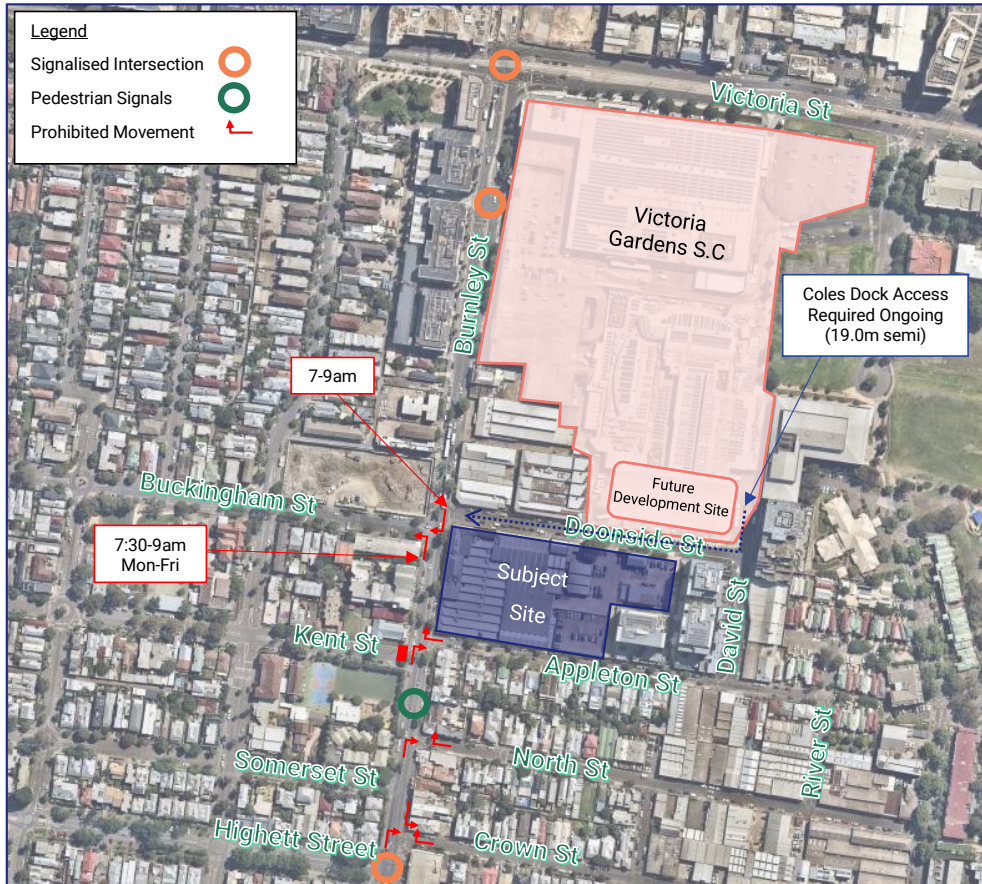 Legend
Signalised Intersection
Pedestrian Signals
Prohibited Movement
Victoria St
Victoria
Gardens S.C
Burnley St
Coles Dock Access
Required Ongoing
(19.0m semi)
7-9am
Buckingham St
Future
Development Site
Doonside St
7:30-9am
Mon-Fri
Subject
Site
David St
Kent St
Appleton St
Somerset St
North St
River St
Highett Street
Crown St